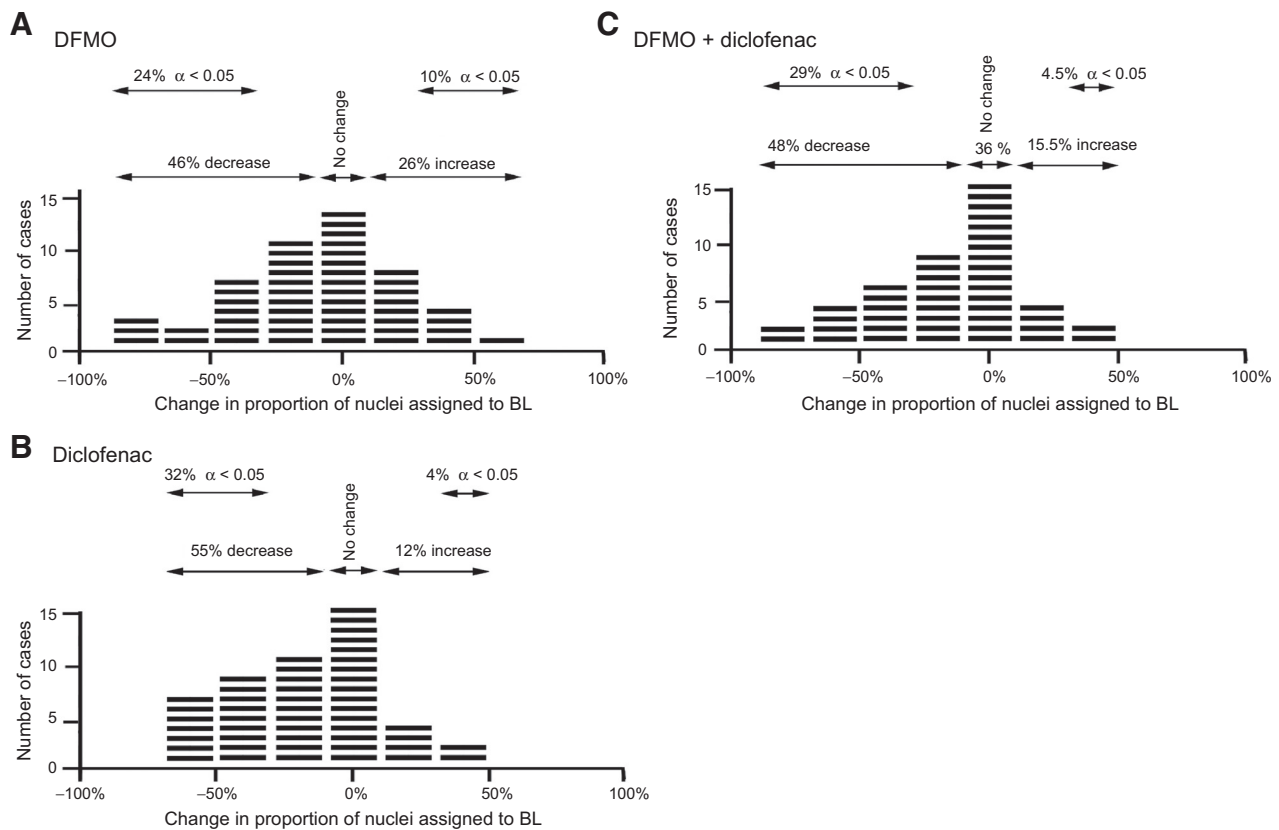 A
DFMO
24% α < 0.05
10% α < 0.05
No change
46% decrease
26% increase
15
10
5
0
Number of cases
–100%
–50%
0%
50%
100%
Change in proportion of nuclei assigned to BL
B
Diclofenac
32% α < 0.05
4% α < 0.05
No change
55% decrease
12% increase
15
10
5
0
Number of cases
–100%
–50%
0%
50%
100%
Change in proportion of nuclei assigned to BL
C
DFMO + diclofenac
29% α < 0.05
4.5% α < 0.05
No change
36 %
48% decrease
15.5% increase
15
10
5
0
Number of cases
–100%
–50%
0%
50%
100%
Change in proportion of nuclei assigned to BL